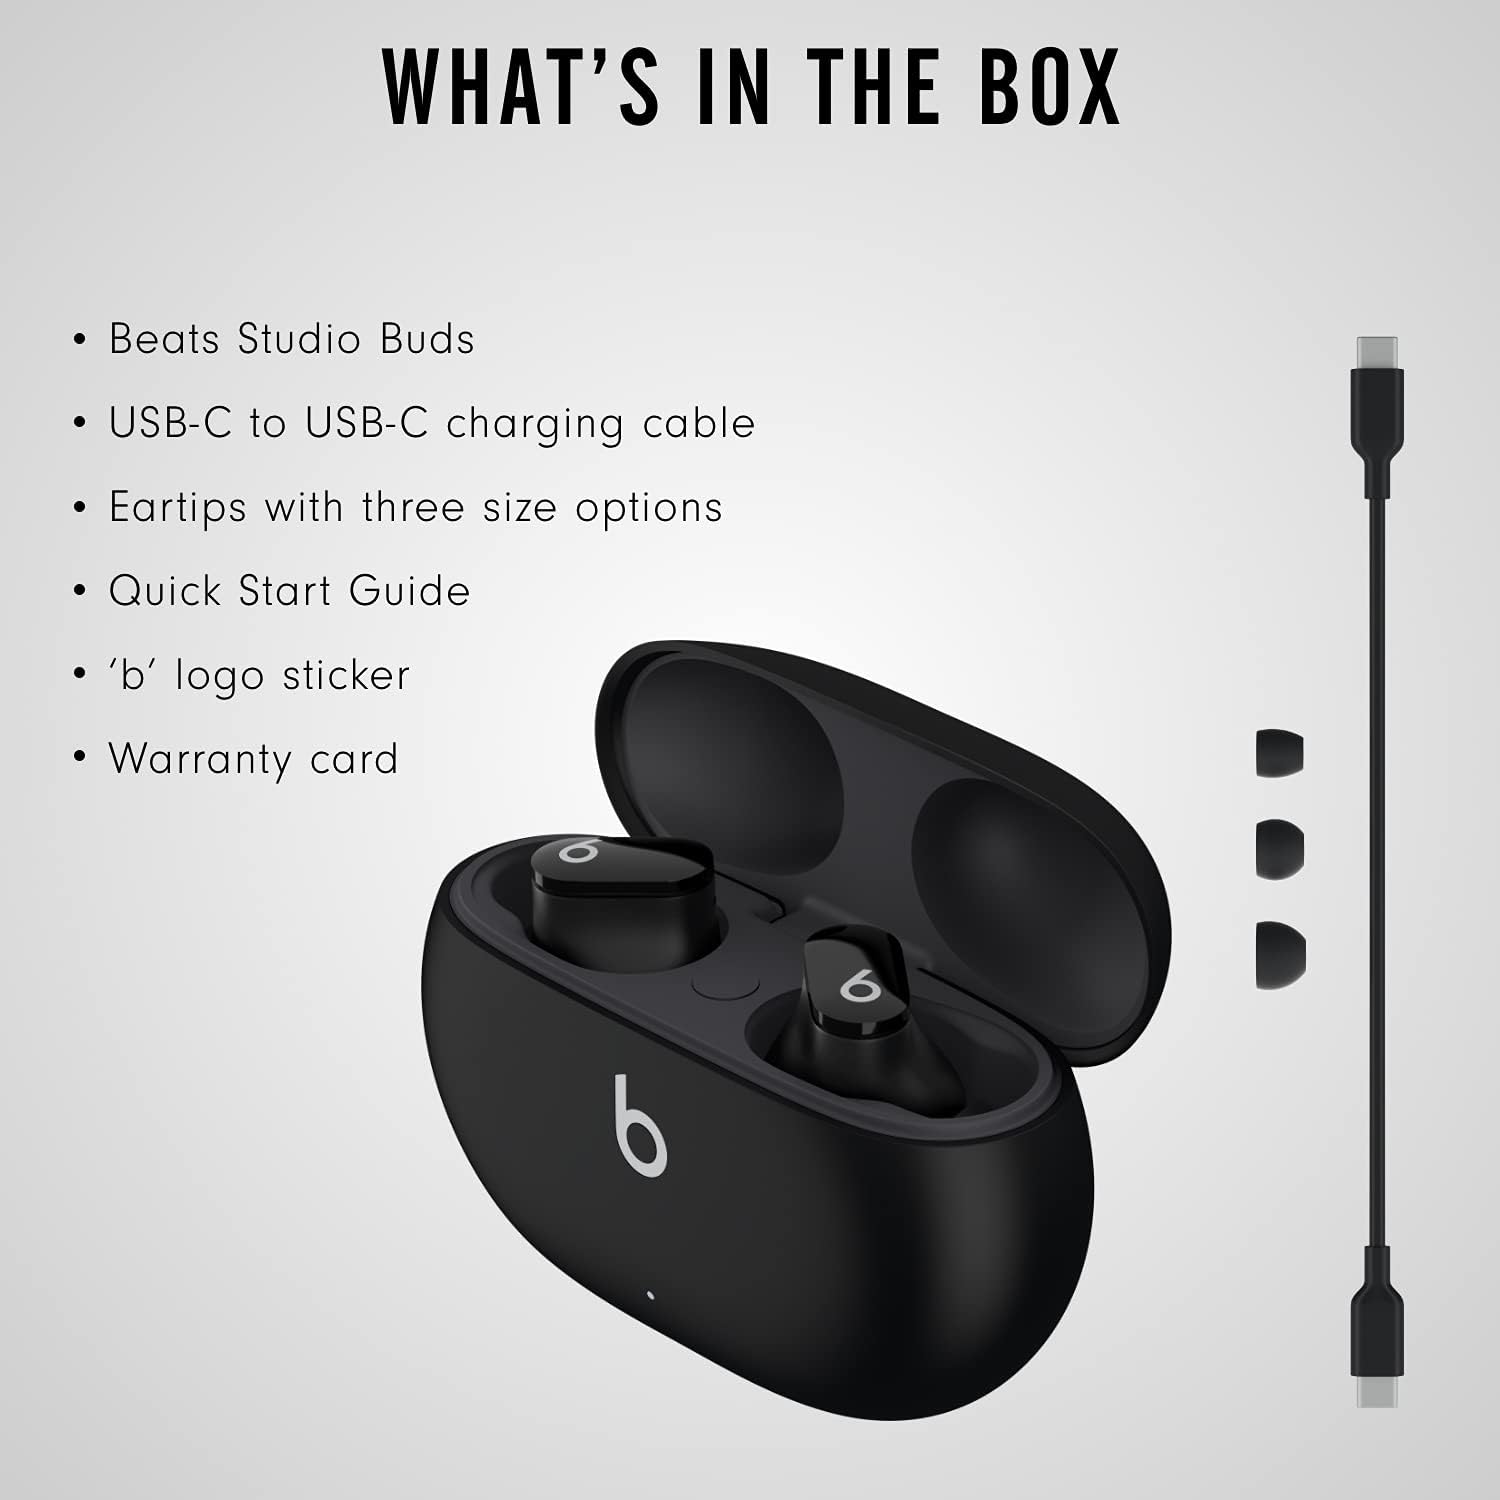 WHAT’S IN THE BOX
• Beats Studio Buds
• USB-C to USB-C charging cable
• Eartips with three size options
• Quick Start Guide
• ‘b’ logo sticker
• Warranty card
b
b
b